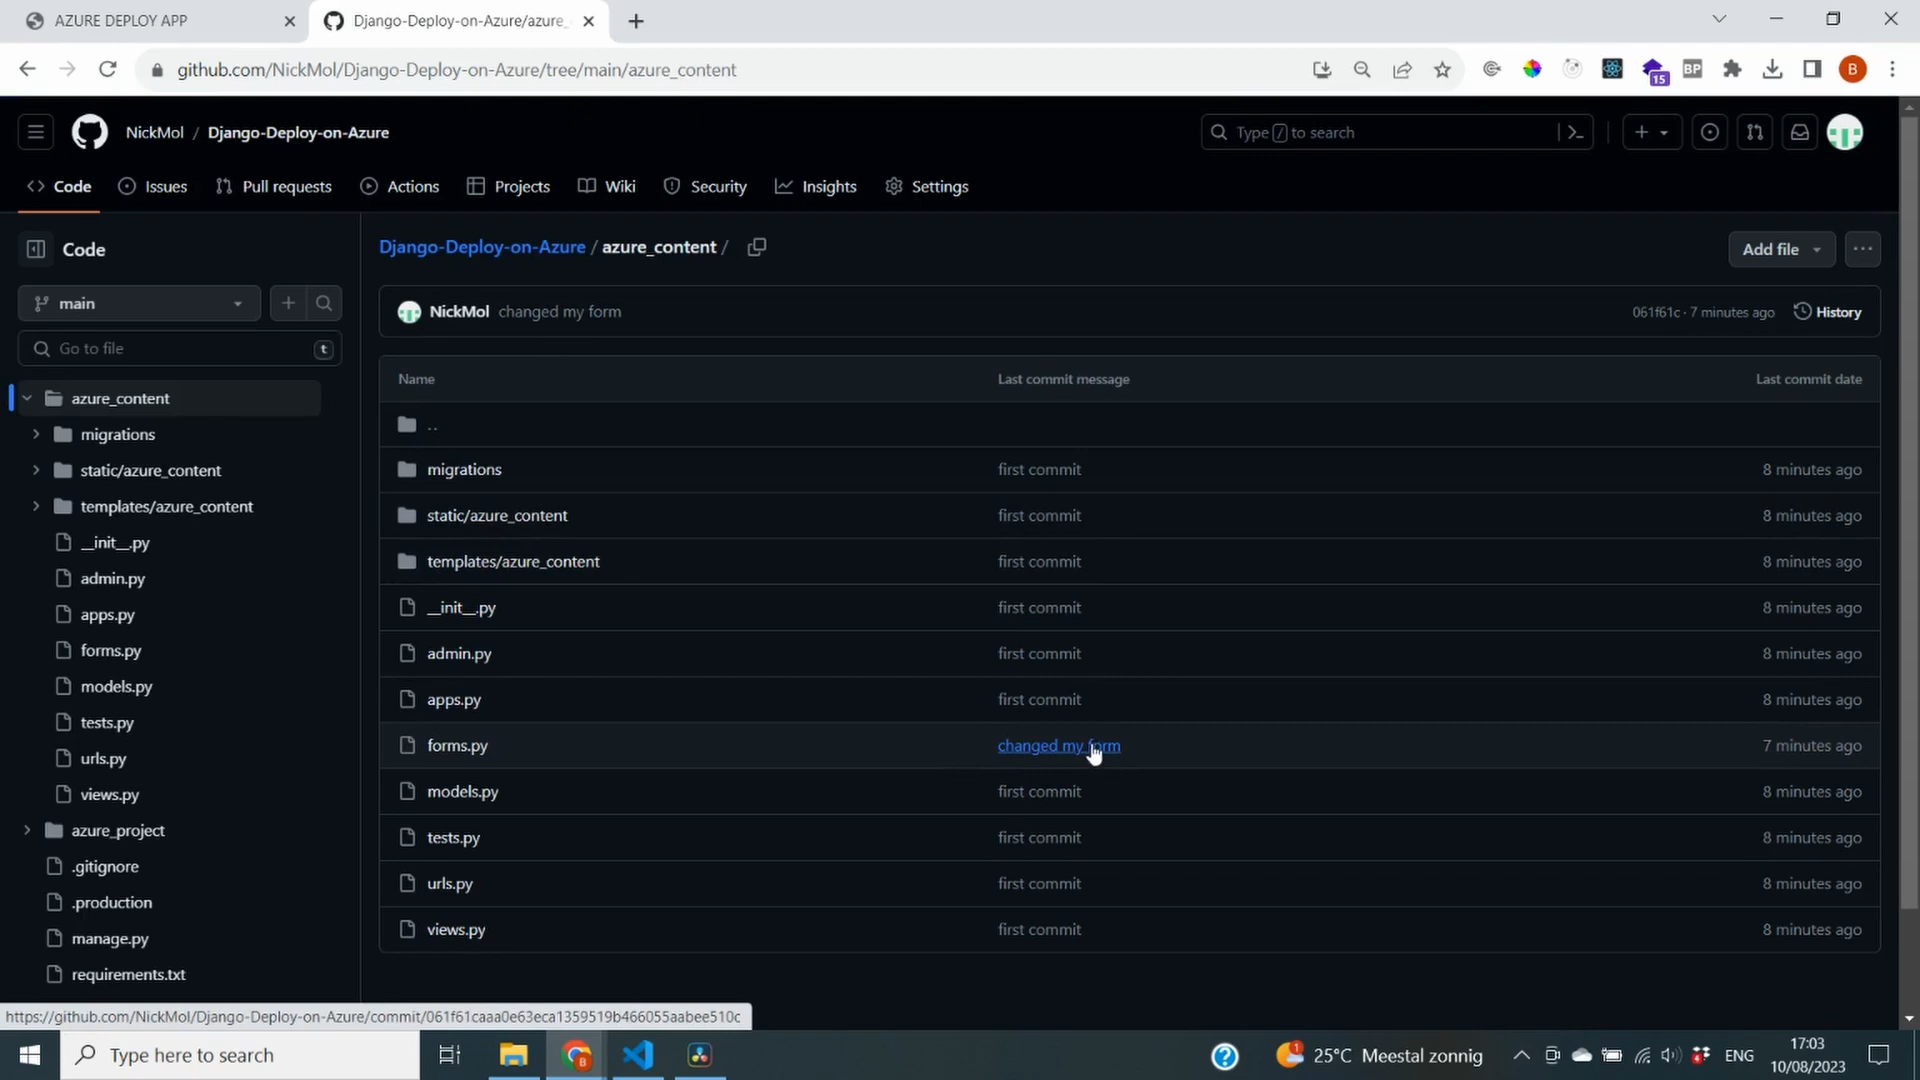 AZURE DEPLOY APP
Django-Deploy-on-Azure/azure_
github.com/NickMol/Django-Deploy-on-Azure/tree/main/azure_content
15
BP
B
NickMol / Django-Deploy-on-Azure
Type / to search
Code
Issues
Pull requests
Actions
Projects
Wiki
Security
Insights
Settings
Code
main
Go to file
t
azure_content
migrations
static/azure_content
templates/azure_content
__init__.py
admin.py
apps.py
forms.py
models.py
tests.py
urls.py
views.py
azure_project
.gitignore
.production
manage.py
requirements.txt
Django-Deploy-on-Azure / azure_content /
Add file
NickMol changed my form
061f61c · 7 minutes ago
History
Name Last commit message Last commit date
..
migrations first commit 8 minutes ago
static/azure_content first commit 8 minutes ago
templates/azure_content first commit 8 minutes ago
__init__.py first commit 8 minutes ago
admin.py first commit 8 minutes ago
apps.py first commit 8 minutes ago
forms.py changed my form 7 minutes ago
models.py first commit 8 minutes ago
tests.py first commit 8 minutes ago
urls.py first commit 8 minutes ago
views.py first commit 8 minutes ago
https://github.com/NickMol/Django-Deploy-on-Azure/commit/061f61caaa0e63eca1359519b466055aabee510c
Type here to search
B
1
25°C Meestal zonnig
ENG
17:03
10/08/2023